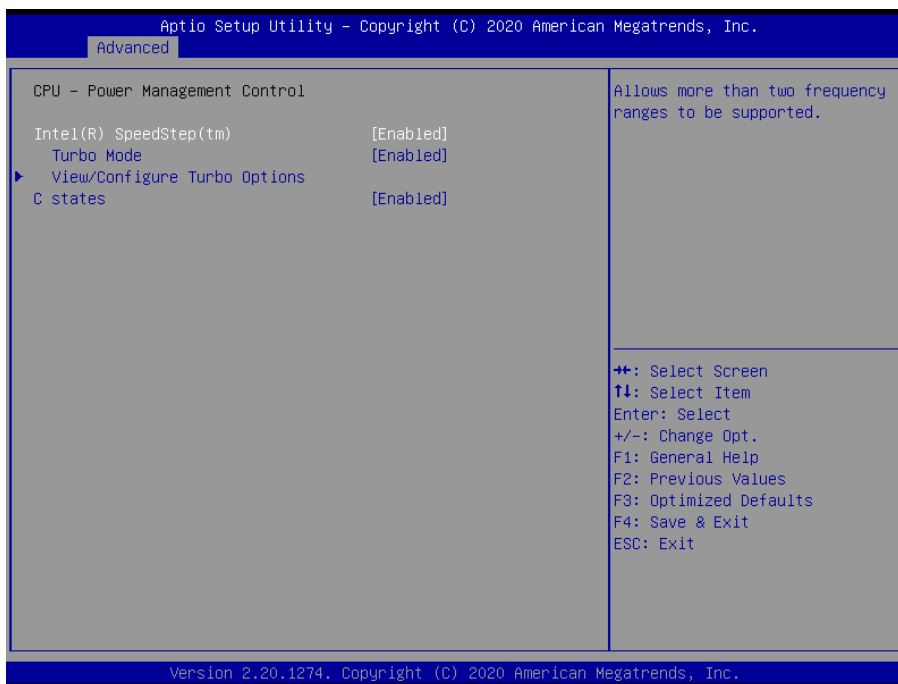 Aptio Setup Utility – Copyright (C) 2020 American Megatrends, Inc.
Advanced
CPU – Power Management Control
Intel(R) SpeedStep(tm) [Enabled]
Turbo Mode [Enabled]
View/Configure Turbo Options
C states [Enabled]
Allows more than two frequency
ranges to be supported.
→←: Select Screen
↑↓: Select Item
Enter: Select
+/-: Change Opt.
F1: General Help
F2: Previous Values
F3: Optimized Defaults
F4: Save & Exit
ESC: Exit
Version 2.20.1274. Copyright (C) 2020 American Megatrends, Inc.